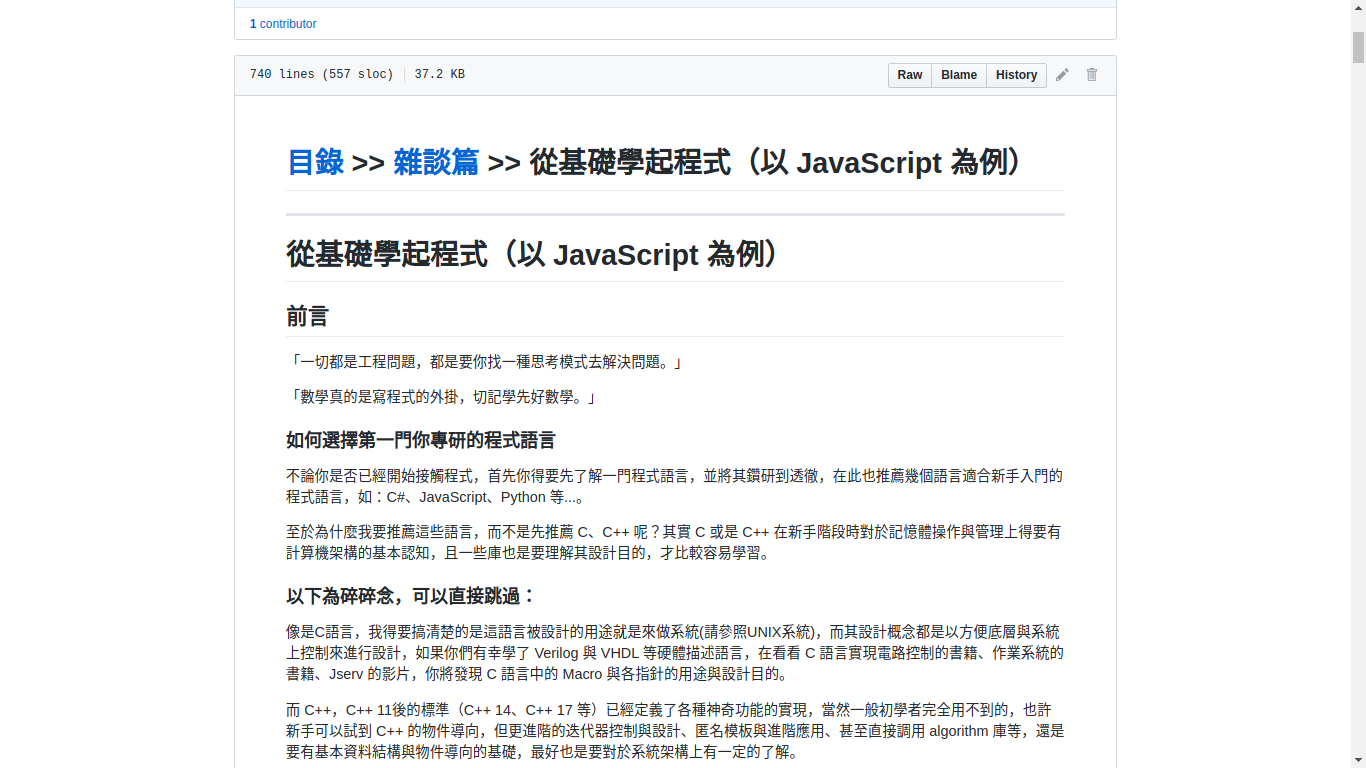 1 contributor
740 lines (557 sloc) 37.2 KB
Raw Blame History
目錄 >> 雜談篇 >> 從基礎學起程式（以 JavaScript 為例）
從基礎學起程式（以 JavaScript 為例）
前言
「一切都是工程問題，都是要你找一種思考模式去解決問題。」
「數學真的是寫程式的外掛，切記學先好數學。」
如何選擇第一門你專研的程式語言
不論你是否已經開始接觸程式，首先你得要先了解一門程式語言，並將其鑽研到透徹，在此也推薦幾個語言適合新手入門的
程式語言，如：C#、JavaScript、Python 等...。
至於為什麼我要推薦這些語言，而不是先推薦 C、C++ 呢？其實 C 或是 C++ 在新手階段時對於記憶體操作與管理上得要有
計算機架構的基本認知，且一些庫也是要理解其設計目的，才比較容易學習。
以下為碎碎念，可以直接跳過：
像是C語言，我得要搞清楚的是這語言被設計的用途就是來做系統(請參照UNIX系統)，而其設計概念都是以方便底層與系統
上控制來進行設計，如果你們有幸學了 Verilog 與 VHDL 等硬體描述語言，在看看 C 語言實現電路控制的書籍、作業系統的
書籍、Jserv 的影片，你將發現 C 語言中的 Macro 與各指針的用途與設計目的。
而 C++，C++ 11後的標準（C++ 14、C++ 17 等）已經定義了各種神奇功能的實現，當然一般初學者完全用不到的，也許
新手可以試到 C++ 的物件導向，但更進階的迭代器控制與設計、匿名模板與進階應用、甚至直接調用 algorithm 庫等，還是
要有基本資料結構與物件導向的基礎，最好也是要對於系統架構上有一定的了解。